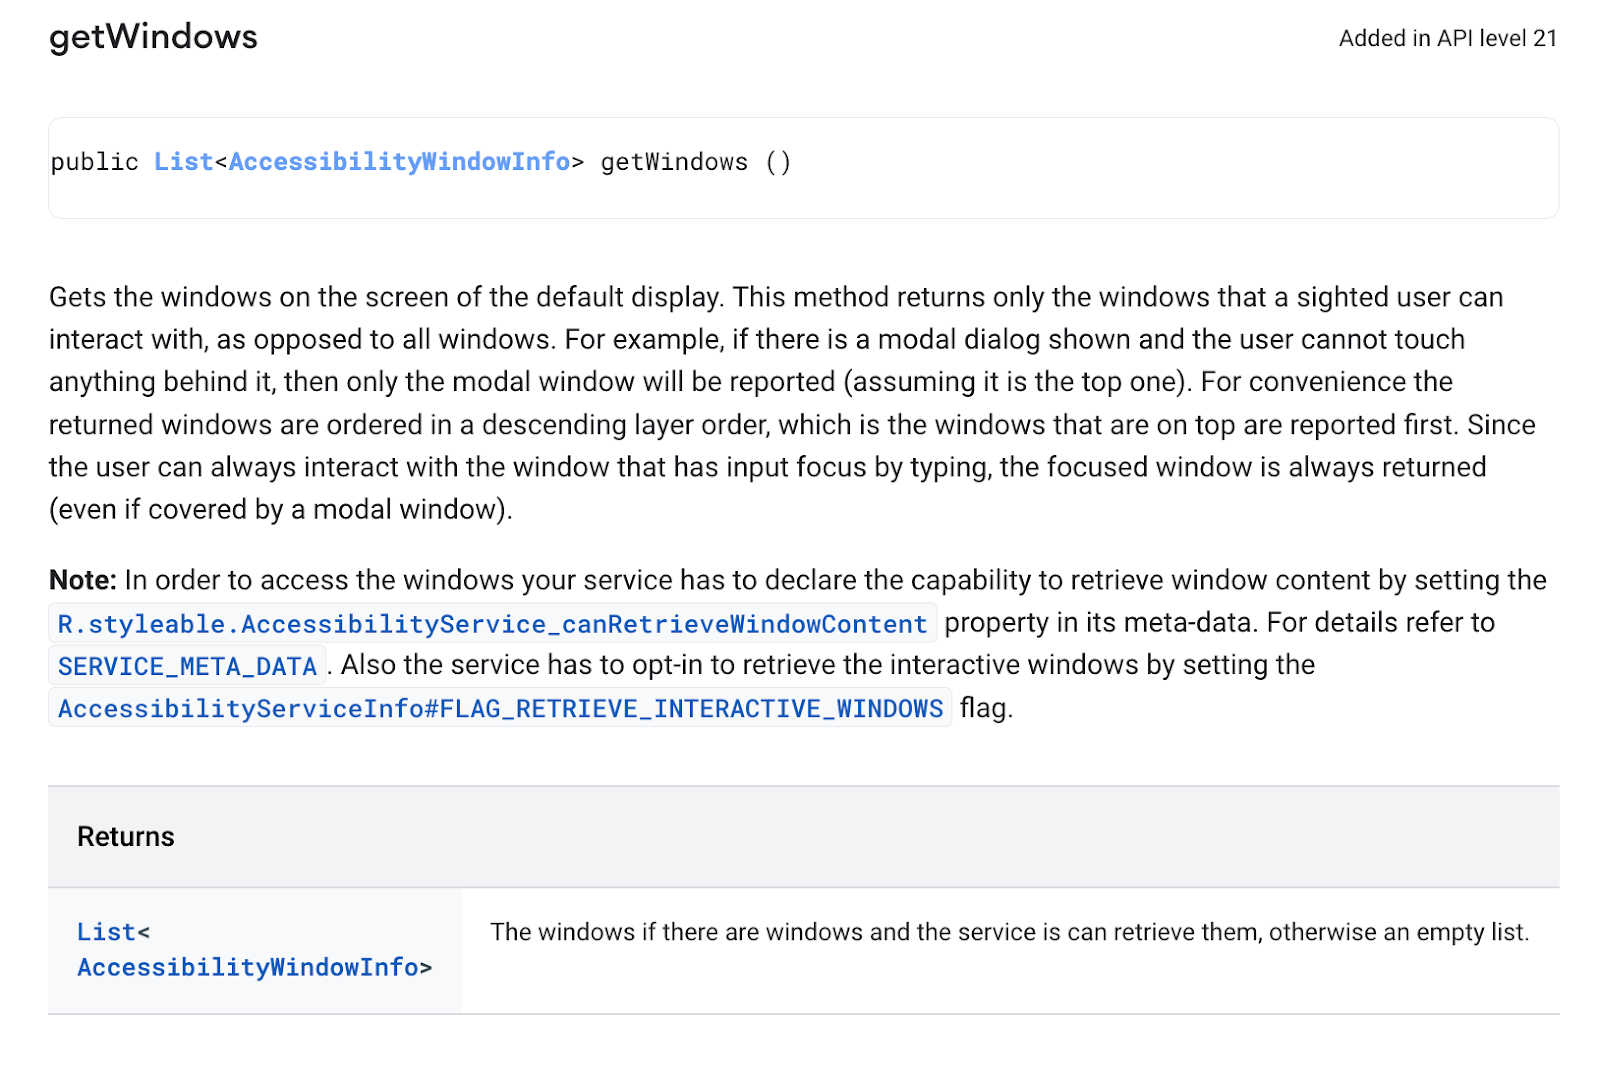 getWindows
Added in API level 21
public List<AccessibilityWindowInfo> getWindows ()
Gets the windows on the screen of the default display. This method returns only the windows that a sighted user can
interact with, as opposed to all windows. For example, if there is a modal dialog shown and the user cannot touch
anything behind it, then only the modal window will be reported (assuming it is the top one). For convenience the
returned windows are ordered in a descending layer order, which is the windows that are on top are reported first. Since
the user can always interact with the window that has input focus by typing, the focused window is always returned
(even if covered by a modal window).
Note: In order to access the windows your service has to declare the capability to retrieve window content by setting the
R.styleable.AccessibilityService_canRetrieveWindowContent property in its meta-data. For details refer to
SERVICE_META_DATA. Also the service has to opt-in to retrieve the interactive windows by setting the
AccessibilityServiceInfo#FLAG_RETRIEVE_INTERACTIVE_WINDOWS flag.
Returns
List<
AccessibilityWindowInfo>
The windows if there are windows and the service is can retrieve them, otherwise an empty list.